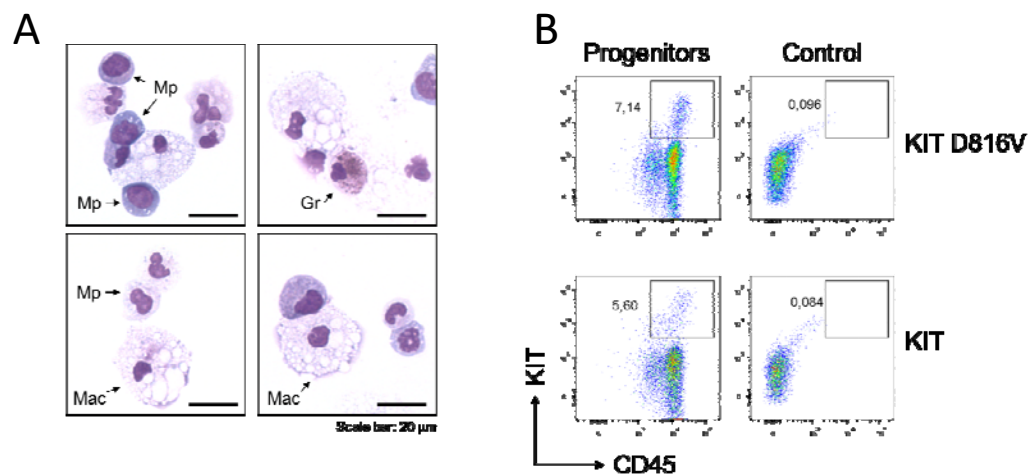 A
Mp
Mp
Gr
Mp
Mac
Mac
Scale bar: 20 µm
B
Progenitors
Control
7,14
0,096
KIT D816V
5,60
0,084
KIT
KIT
CD45